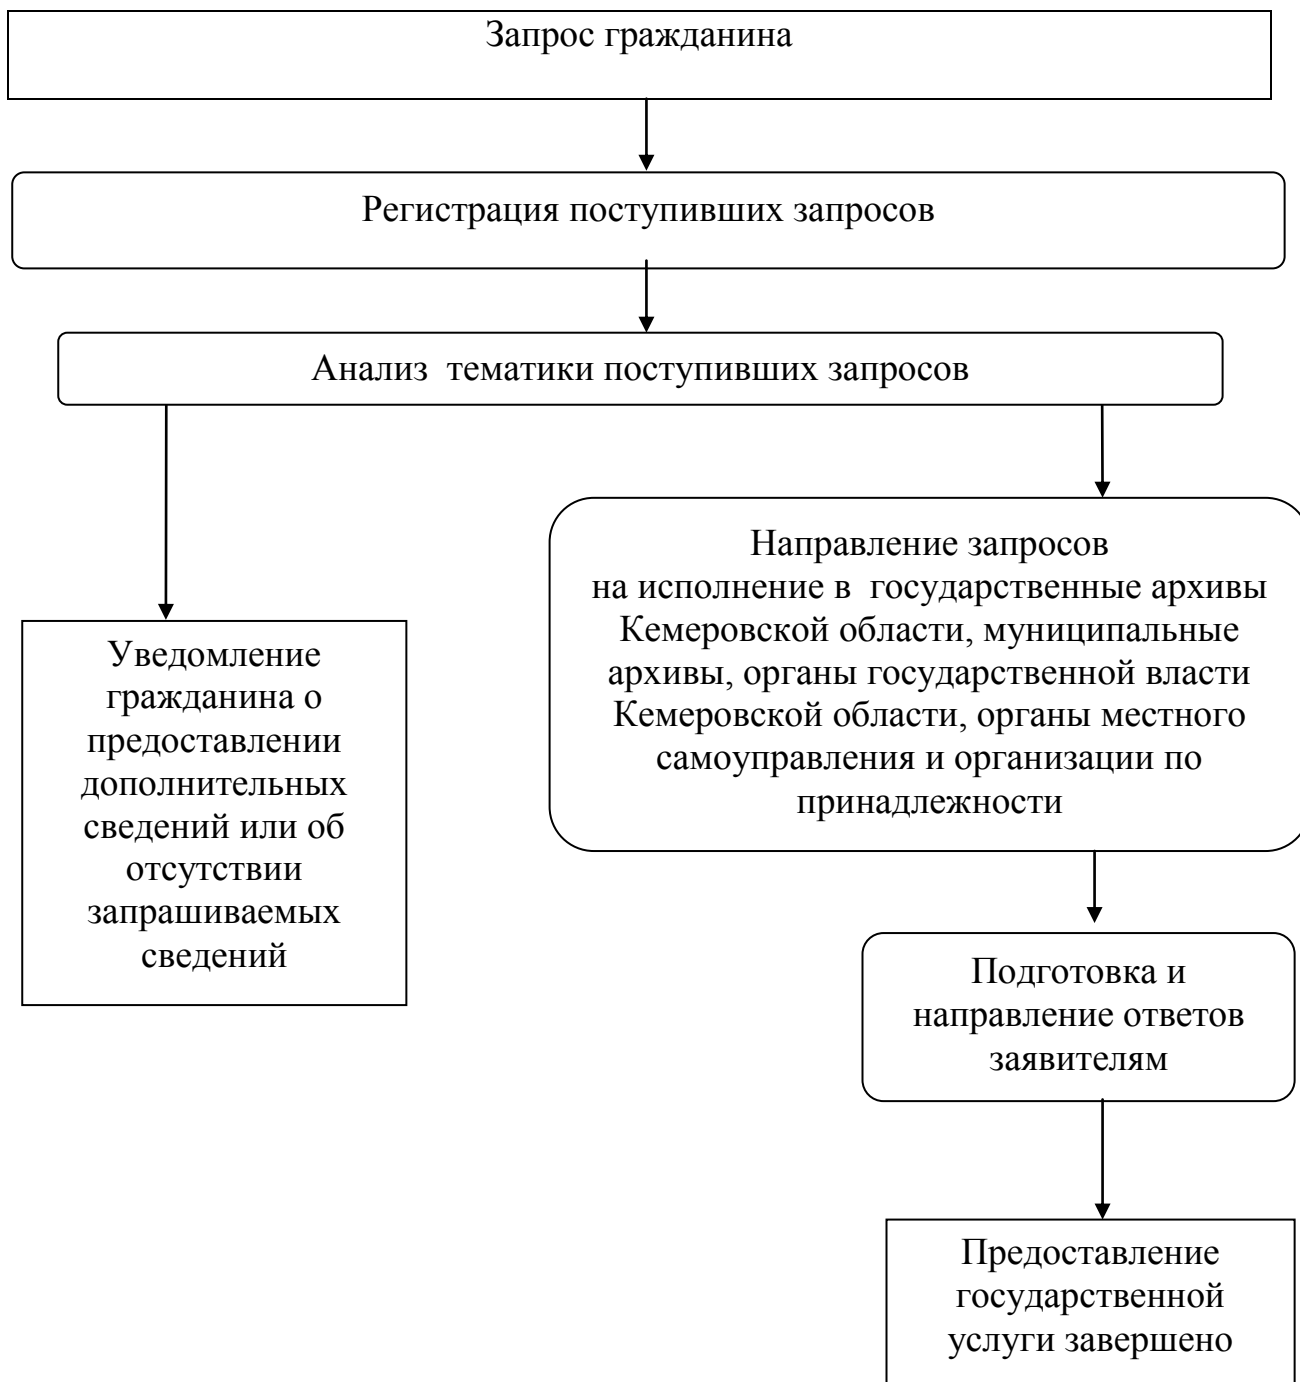 Запрос гражданина
Регистрация поступивших запросов
Анализ  тематики поступивших запросов
Направление запросов
на исполнение в  государственные архивы
Кемеровской области, муниципальные
архивы, органы государственной власти
Кемеровской области, органы местного
самоуправления и организации по
принадлежности
Уведомление
гражданина о
предоставлении
дополнительных
сведений или об
отсутствии
запрашиваемых
сведений
Подготовка и
направление ответов
заявителям
Предоставление
государственной
услуги завершено